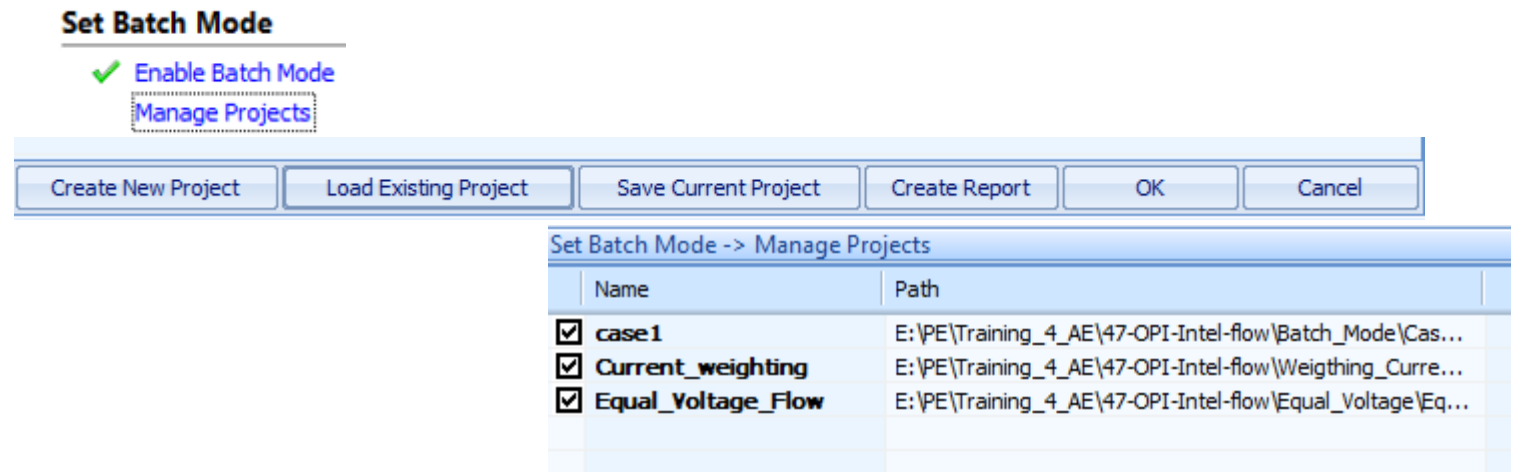 Set Batch Mode
Enable Batch Mode
Manage Projects
Create New Project Load Existing Project Save Current Project Create Report OK Cancel
Set Batch Mode -> Manage Projects
Name Path
case1 E:\PE\Training_4_AE\47-OPI-Intel-flow\Batch_Mode\Cas...
Current_weighting E:\PE\Training_4_AE\47-OPI-Intel-flow\Weigthing_Curre...
Equal_Voltage_Flow E:\PE\Training_4_AE\47-OPI-Intel-flow\Equal_Voltage\Eq...